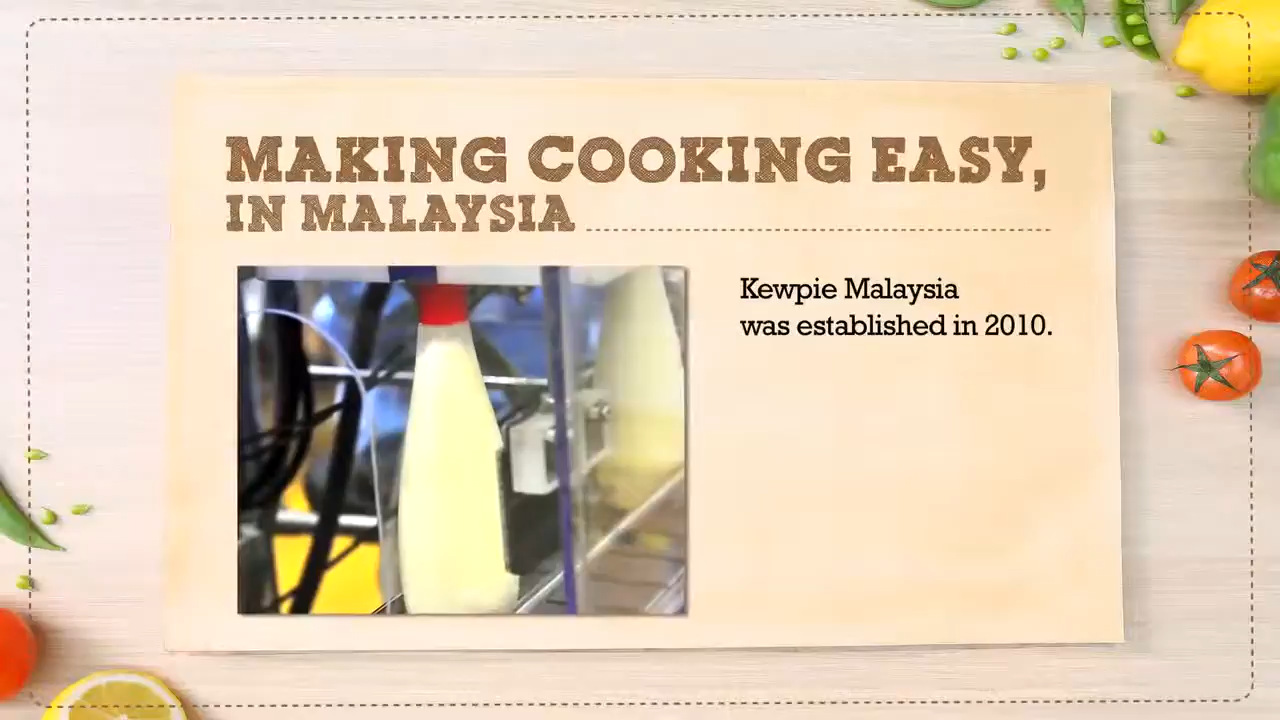 MAKING COOKING EASY,
IN MALAYSIA
Kewpie Malaysia
was established in 2010.